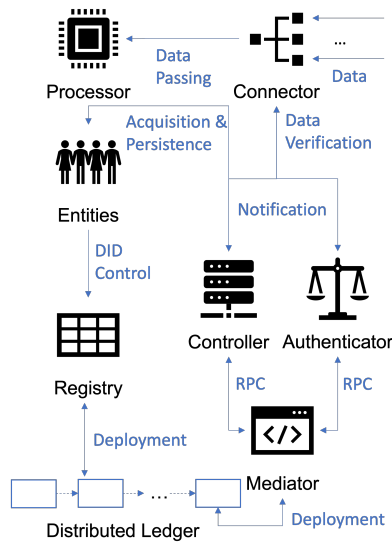 ...
Data
Passing
Data
Processor
Connector
Acquisition &
Persistence
Data
Verification
Entities
Notification
DID
Control
Controller
Authenticator
Registry
RPC
RPC
</>
Deployment
...
Mediator
Deployment
Distributed Ledger